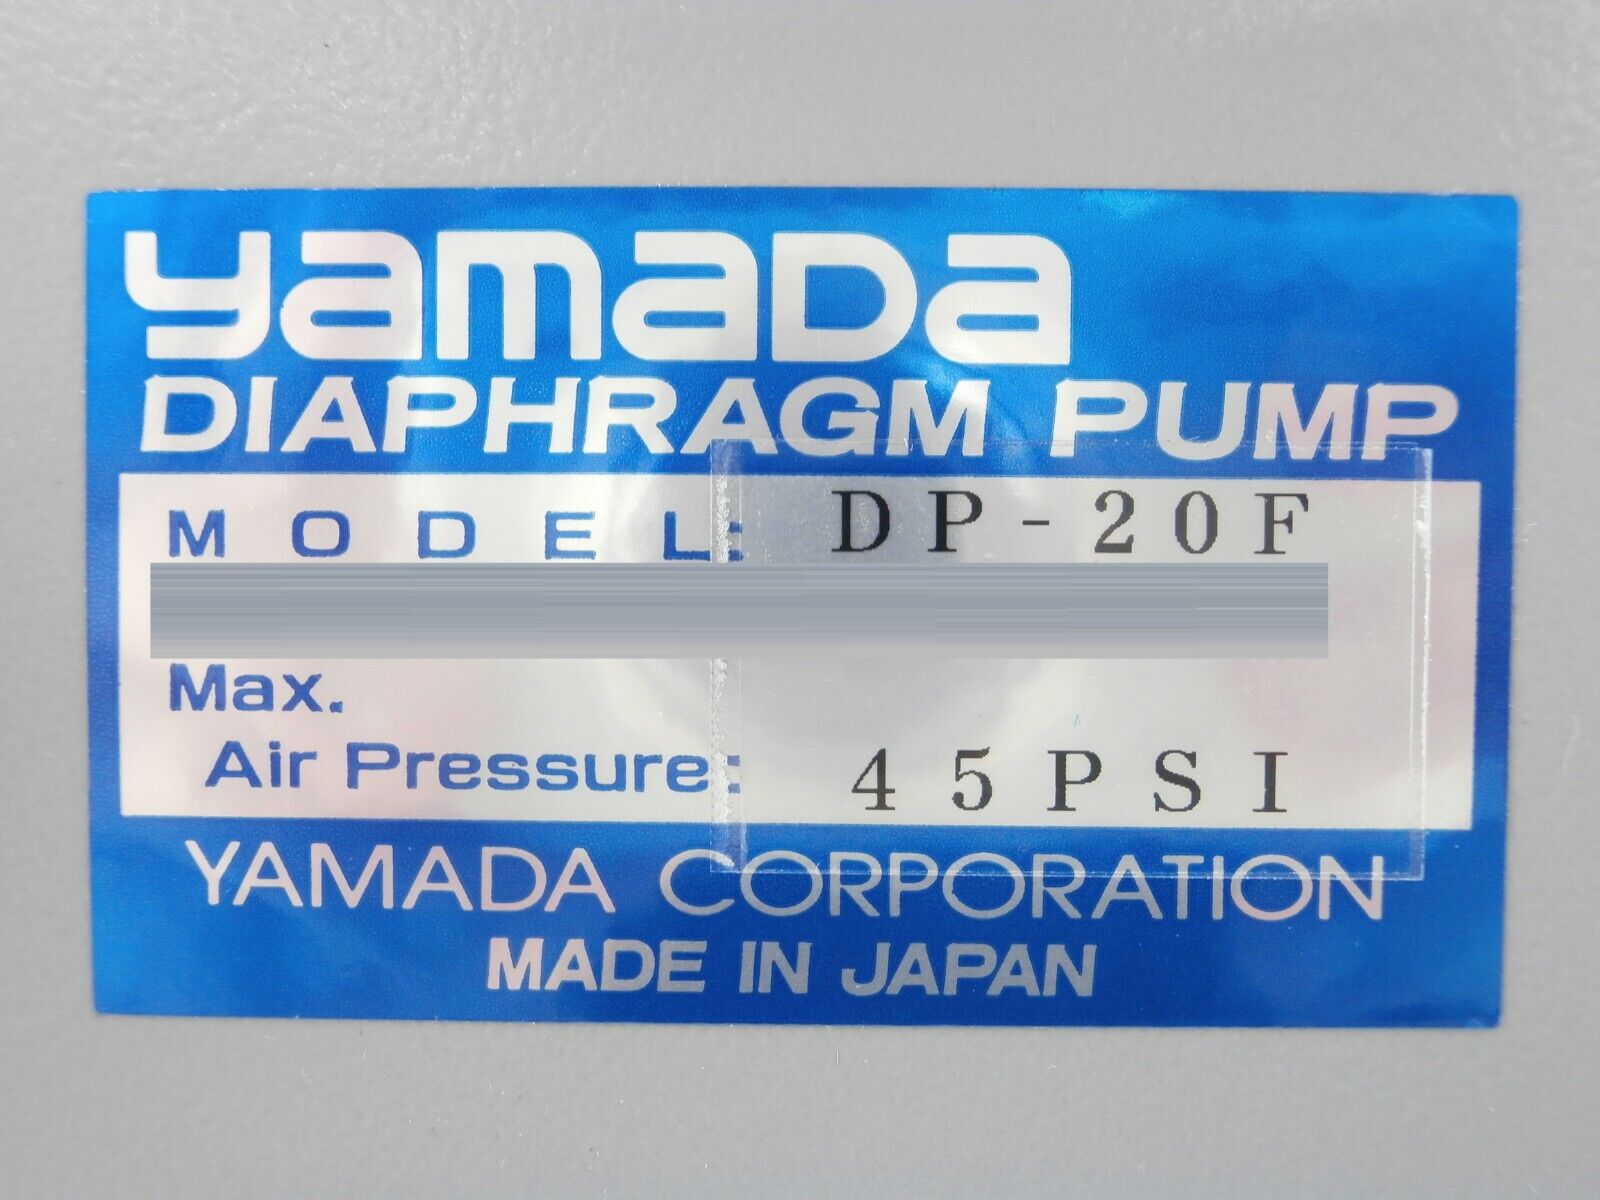 yamada
DIAPHRAGM PUMP
MODEL: DP-20F
Max.
Air Pressure: 45PSI
YAMADA CORPORATION
MADE IN JAPAN